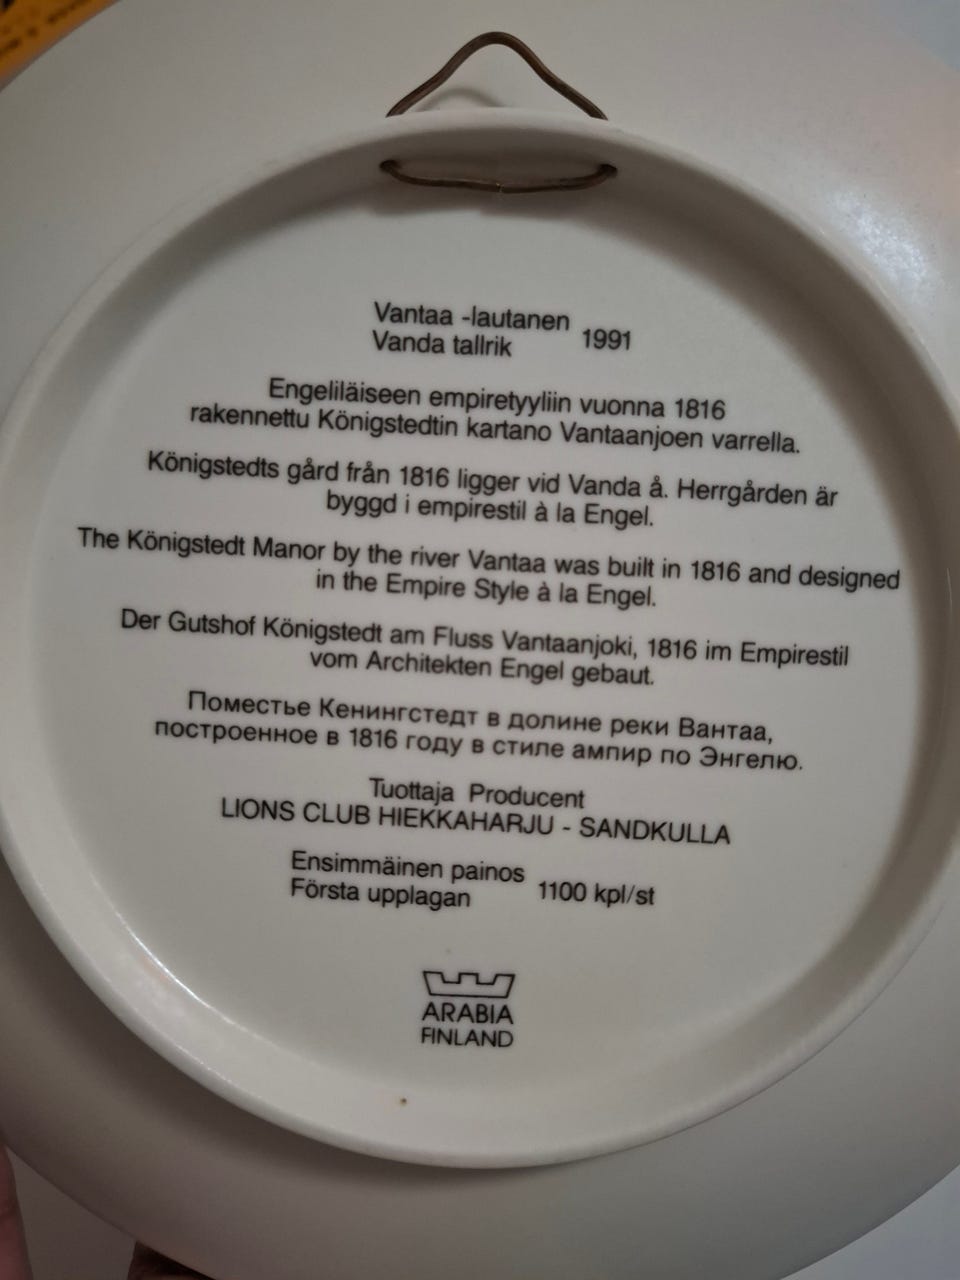 Vantaa -lautanen
Vanda tallrik 1991
Engeliläiseen empiretyyliin vuonna 1816
rakennettu Königstedtin kartano Vantaanjoen varrella.
Königstedts gård från 1816 ligger vid Vanda å. Herrgården är
byggd i empirestil à la Engel.
The Königstedt Manor by the river Vantaa was built in 1816 and designed
in the Empire Style à la Engel.
Der Gutshof Königstedt am Fluss Vantaanjoki, 1816 im Empirestil
vom Architekten Engel gebaut.
Поместье Кенингстедт в долине реки Вантаа,
построенное в 1816 году в стиле ампир по Энгелю.
Tuottaja Producent
LIONS CLUB HIEKKAHARJU - SANDKULLA
Ensimmäinen painos
Första upplagan 1100 kpl/st
ARABIA
FINLAND